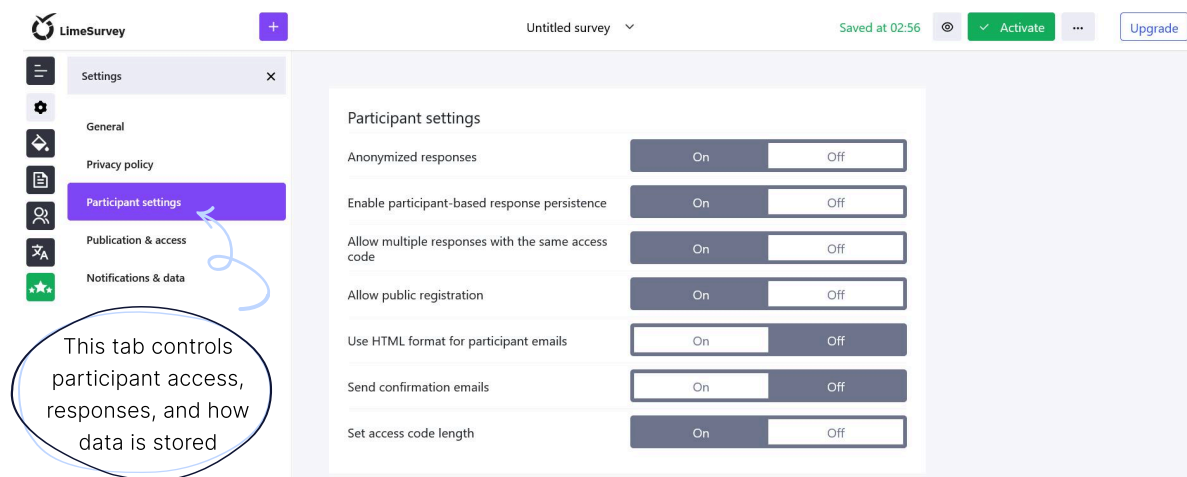 LimeSurvey
+
Untitled survey
Saved at 02:56
Activate
...
Upgrade
Settings
General
Privacy policy
Participant settings
Publication & access
Notifications & data
This tab controls
participant access,
responses, and how
data is stored
Participant settings
Anonymized responses On Off
Enable participant-based response persistence On Off
Allow multiple responses with the same access
code On Off
Allow public registration On Off
Use HTML format for participant emails On Off
Send confirmation emails On Off
Set access code length On Off